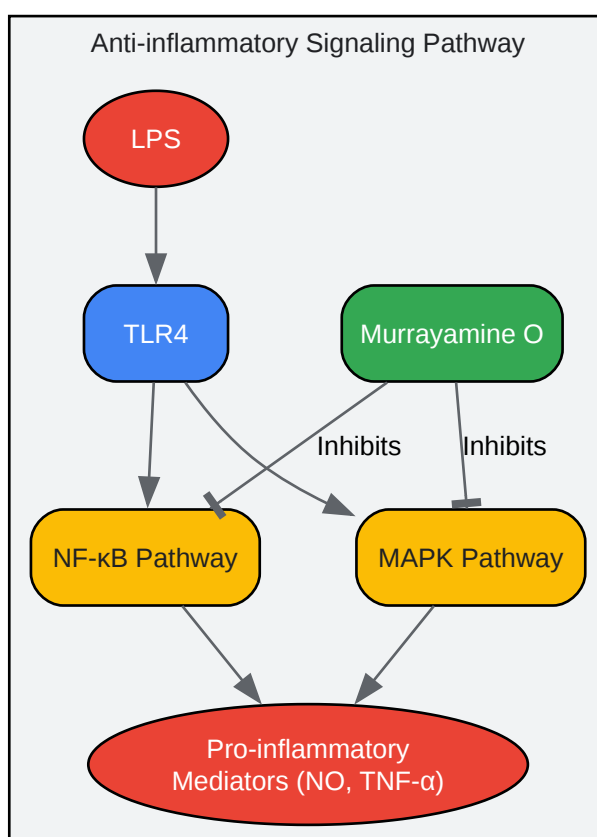 Anti-inflammatory Signaling Pathway
LPS
TLR4
Murrayamine O
Inhibits
Inhibits
NF-κB Pathway
MAPK Pathway
Pro-inflammatory
Mediators (NO, TNF-α)